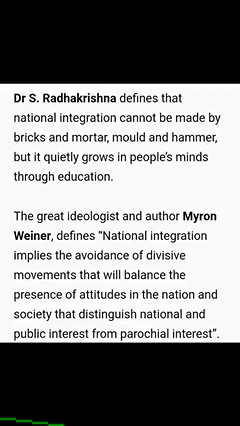 Dr S. Radhakrishna defines that
national integration cannot be made by
bricks and mortar, mould and hammer,
but it quietly grows in people's minds
through education.
The great ideologist and author Myron
Weiner, defines “National integration
implies the avoidance of divisive
movements that will balance the
presence of attitudes in the nation and
society that distinguish national and
public interest from parochial interest”.